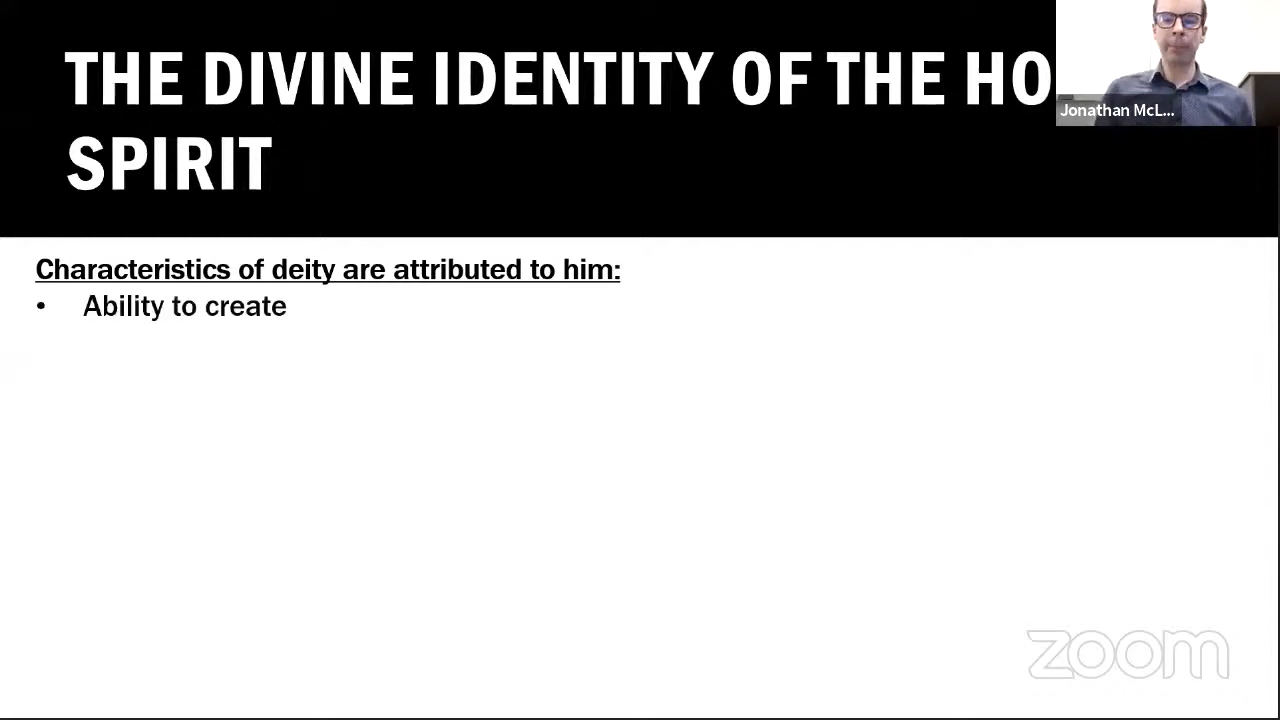 THE DIVINE IDENTITY OF THE HO
SPIRIT
Jonathan McL...
Characteristics of deity are attributed to him:
• Ability to create
zoom